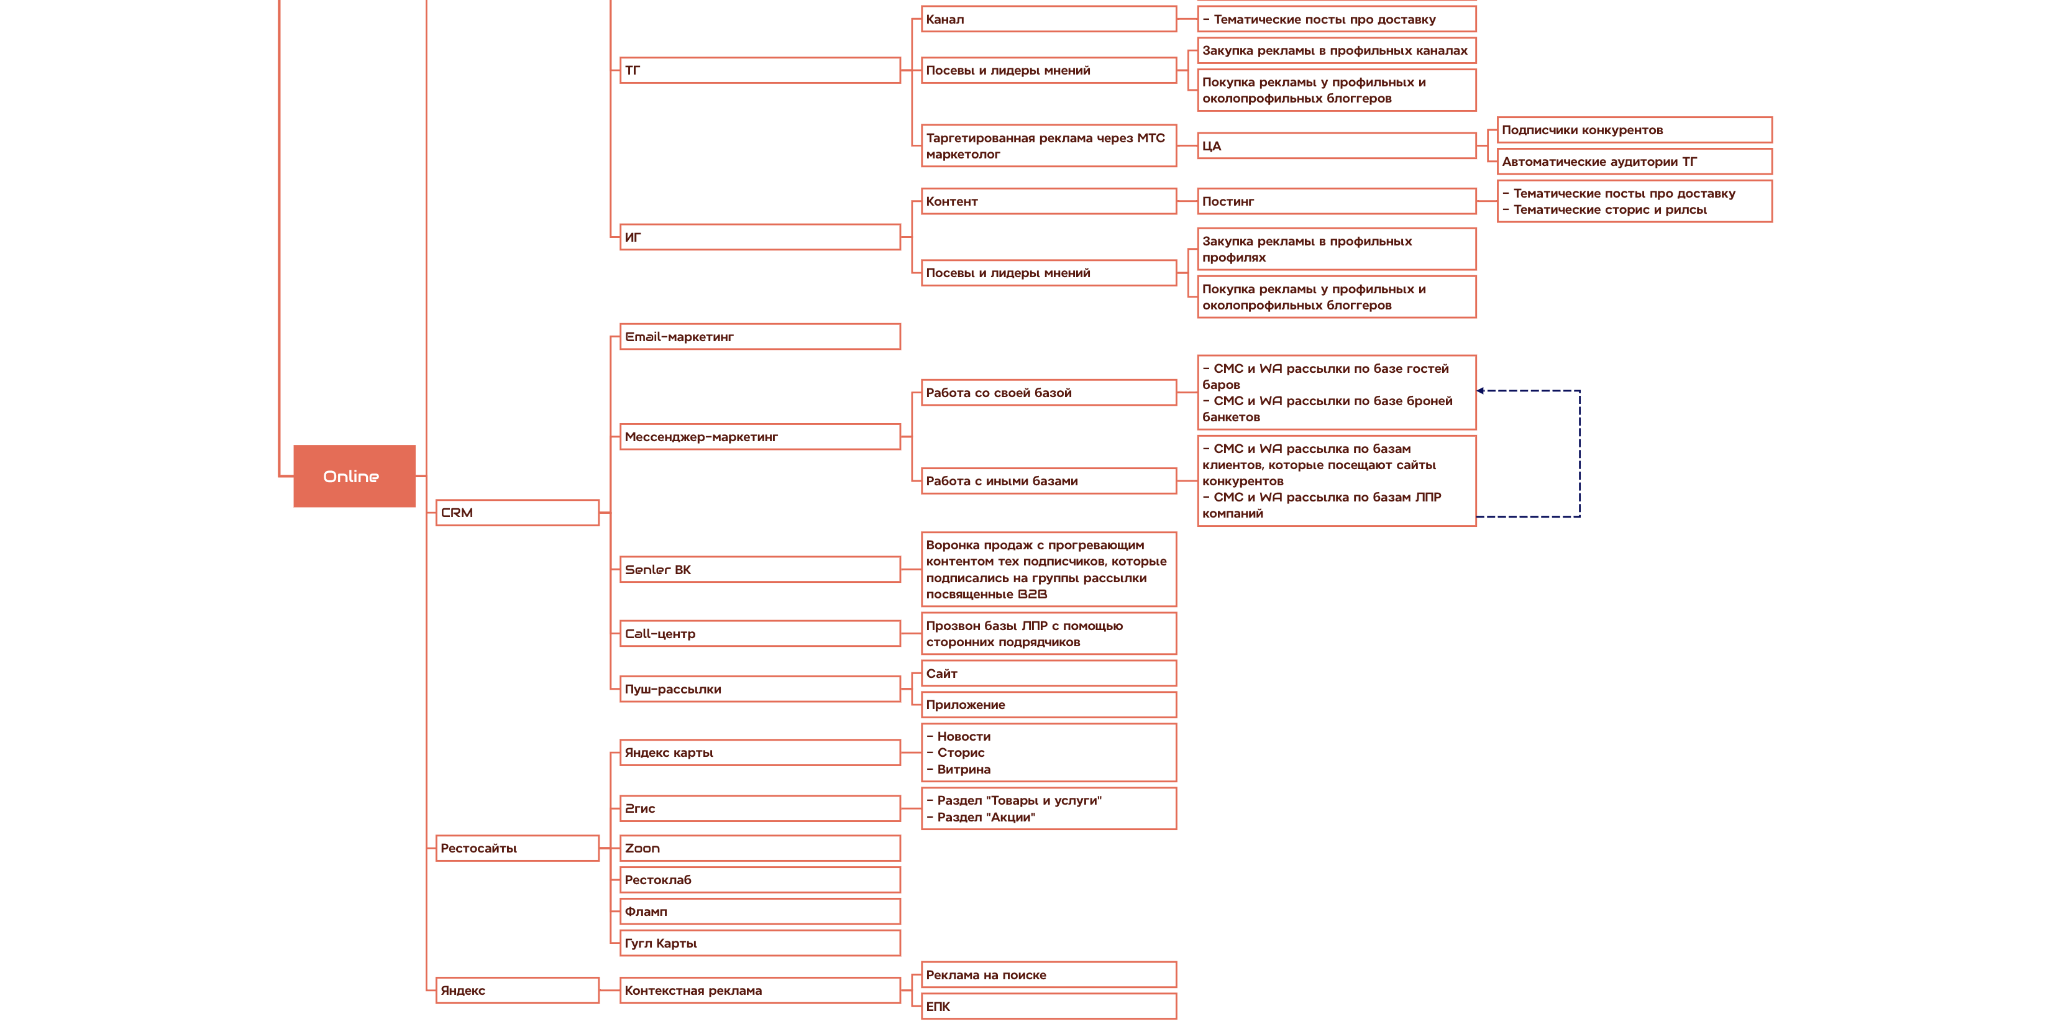 Канал
- Тематические посты про доставку
ТГ
Посевы и лидеры мнений
Закупка рекламы в профильных каналах
Покупка рекламы у профильных и
околопрофильных блоггеров
Таргетированная реклама через МТС
маркетолог
ЦА
Подписчики конкурентов
Автоматические аудитории ТГ
ИГ
Контент
Постинг
- Тематические посты про доставку
- Тематические сторис и рилсы
Посевы и лидеры мнений
Закупка рекламы в профильных
профилях
Покупка рекламы у профильных и
околопрофильных блоггеров
Online
CRM
Email-маркетинг
Мессенджер-маркетинг
Работа со своей базой
- СМС и WA рассылки по базе гостей
баров
- СМС и WA рассылки по базе броней
банкетов
Работа с иными базами
- СМС и WA рассылка по базам
клиентов, которые посещают сайты
конкурентов
- СМС и WA рассылка по базам ЛПР
компаний
Senler ВК
Воронка продаж с прогревающим
контентом тех подписчиков, которые
подписались на группы рассылки
посвященные B2B
Call-центр
Прозвон базы ЛПР с помощью
сторонних подрядчиков
Пуш-рассылки
Сайт
Приложение
Рестосайты
Яндекс карты
- Новости
- Сторис
- Витрина
2гис
- Раздел "Товары и услуги"
- Раздел "Акции"
Zoon
Рестоклаб
Фламп
Гугл Карты
Яндекс
Контекстная реклама
Реклама на поиске
ЕПК